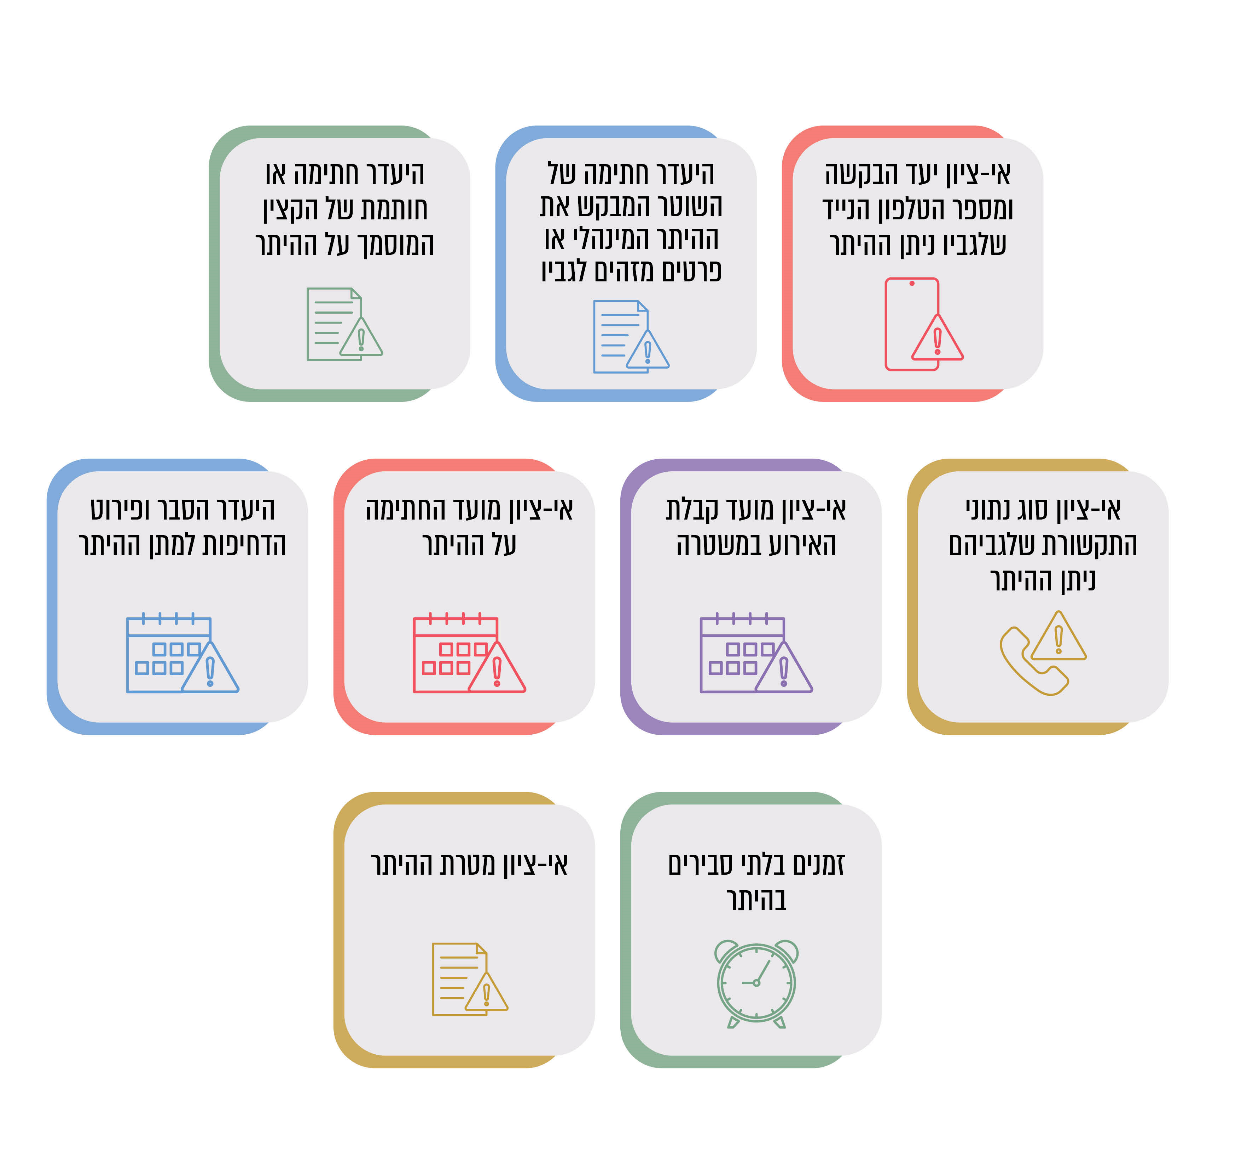 אי-ציון יעד הבקשה
ומספר הטלפון הנייד
שלגביו ניתן ההיתר
היעדר חתימה של
השוטר המבקש את
ההיתר המינהלי או
פרטים מזהים לגביו
היעדר חתימה או
חותמת של הקצין
המוסמך על ההיתר
אי-ציון סוג נתוני
התקשורת שלגביהם
ניתן ההיתר
אי-ציון מועד קבלת
האירוע במשטרה
אי-ציון מועד החתימה
על ההיתר
היעדר הסבר ופירוט
הדחיפות למתן ההיתר
זמנים בלתי סבירים
בהיתר
אי-ציון מטרת ההיתר